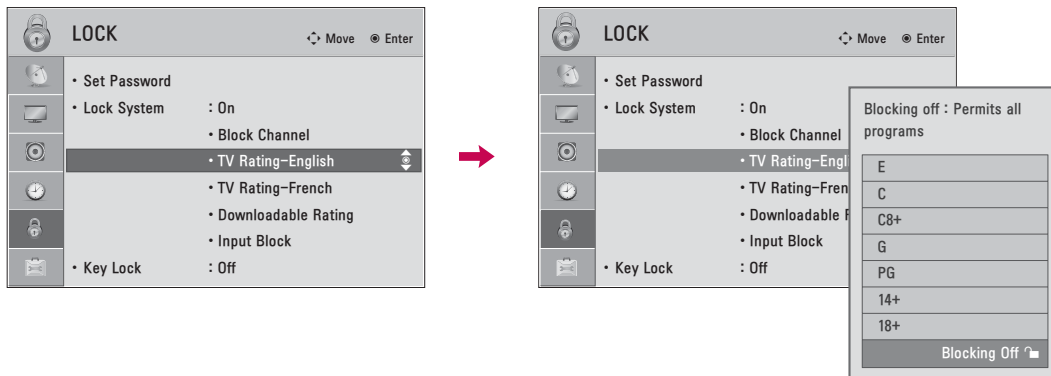 LOCK
Move Enter
• Set Password
• Lock System : On
• Block Channel
• TV Rating-English
• TV Rating-French
• Downloadable Rating
• Input Block
• Key Lock : Off
LOCK
Move Enter
• Set Password
• Lock System : On
• Block Channel
• TV Rating-Engl
• TV Rating-Fren
• Downloadable R
• Input Block
• Key Lock : Off
Blocking off : Permits all
programs
E
C
C8+
G
PG
14+
18+
Blocking Off